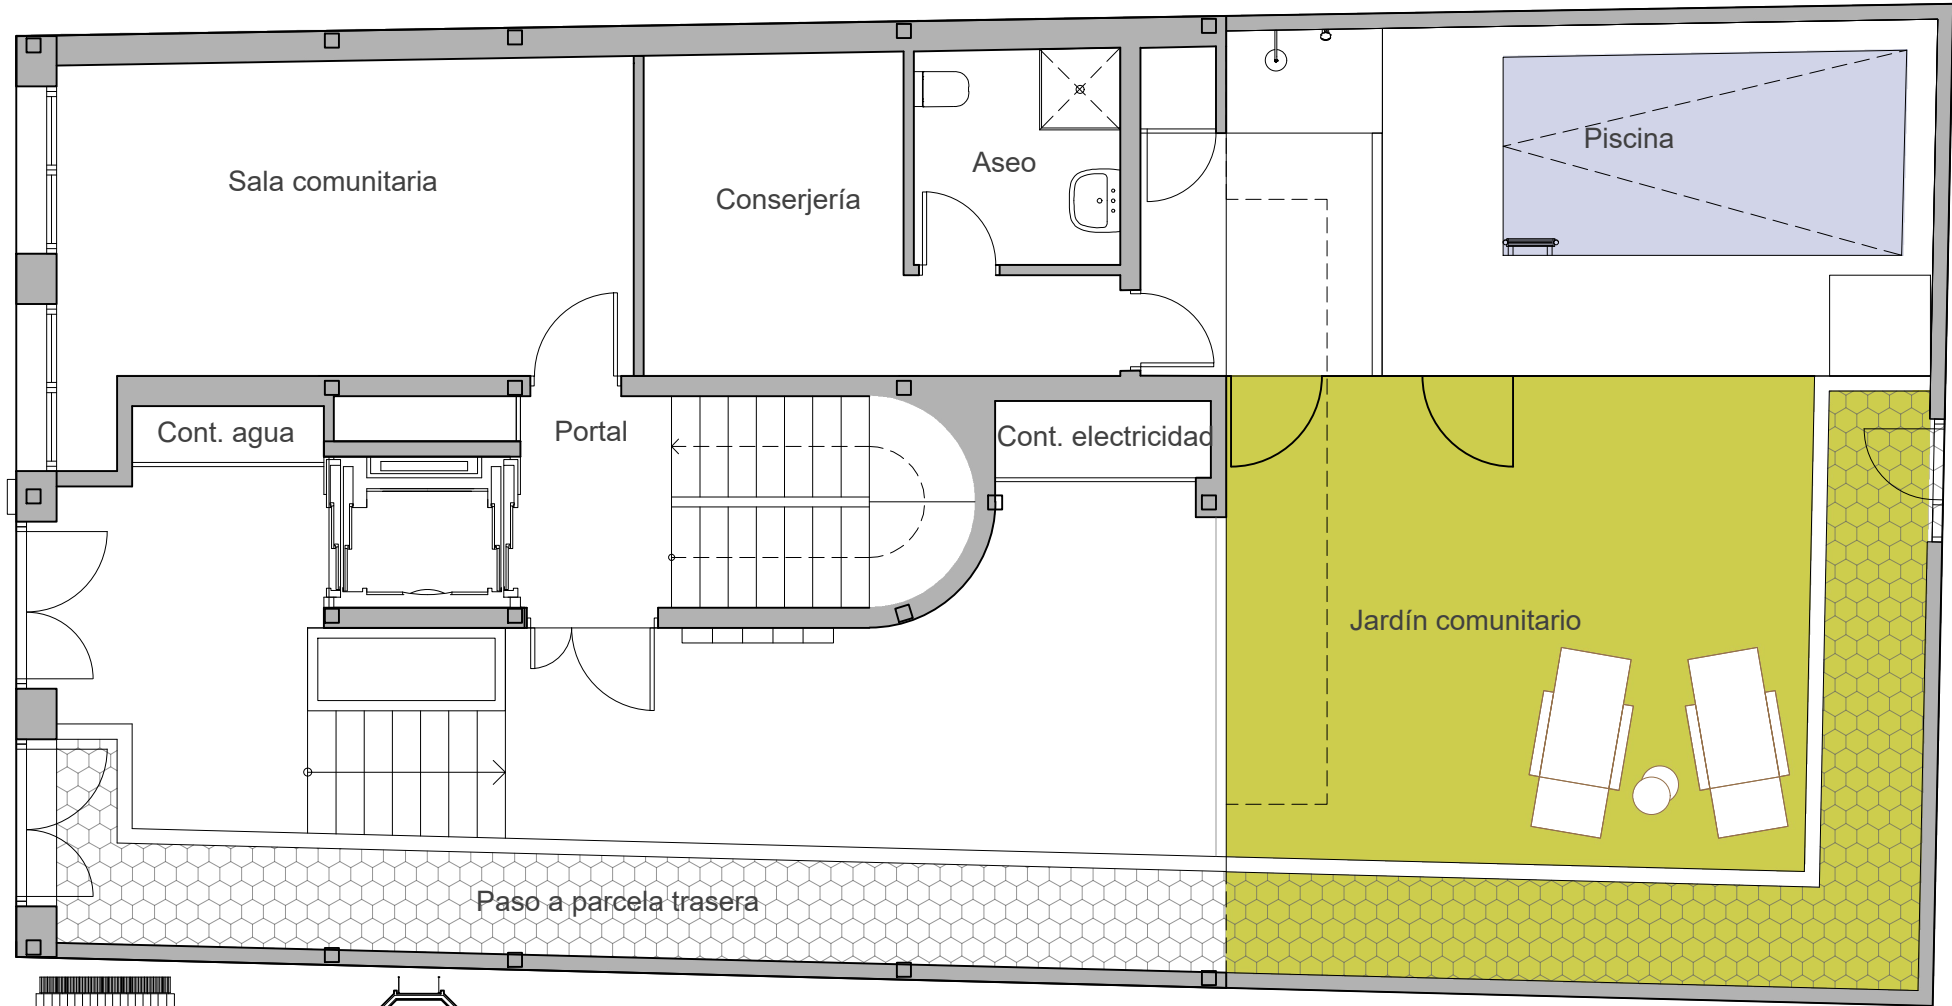 Piscina
Aseo
Sala comunitaria
Conserjería
Portal
Cont. agua
Cont. electricidad
Jardín comunitario
Paso a parcela trasera